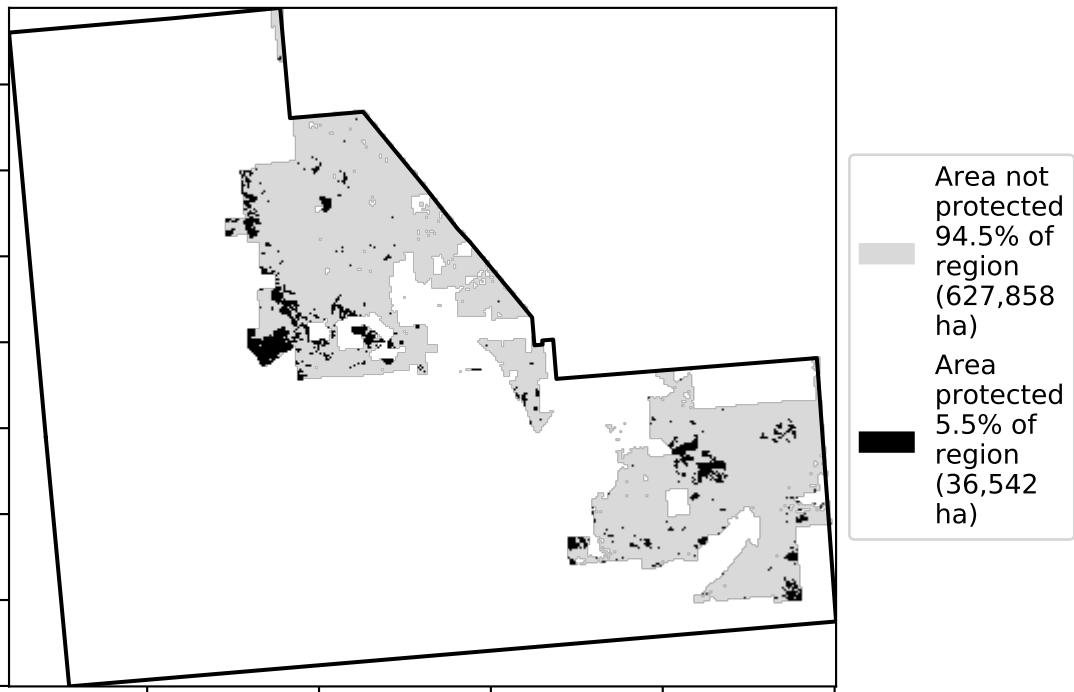 Area not
protected
94.5% of
region
(627,858
ha)
Area
protected
5.5% of
region
(36,542
ha)